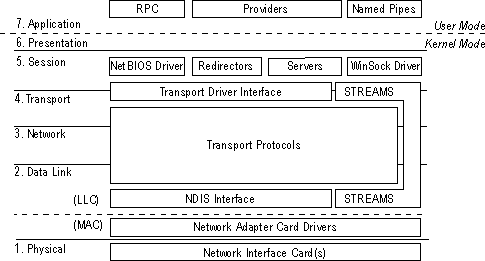 RPC Providers Named Pipes
7. Application
User Mode
6. Presentation
Kernel Mode
5. Session
NetBIOS Driver Redirectors Servers WinSock Driver
Transport Driver Interface STREAMS
4. Transport
3. Network
Transport Protocols
2. Data Link
(LLC) NDIS Interface STREAMS
(MAC) Network Adapter Card Drivers
1. Physical
Network Interface Card(s)